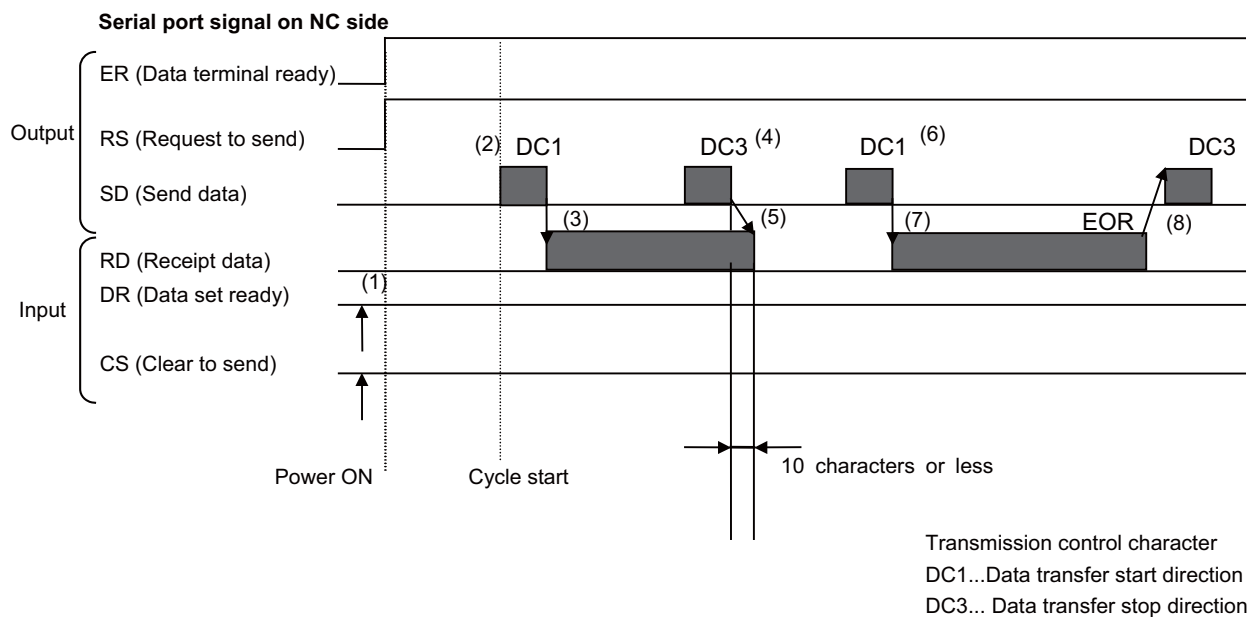 Serial port signal on NC side
ER (Data terminal ready)
Output
RS (Request to send)
(2) DC1
DC3 (4)
DC1 (6)
DC3
SD (Send data)
(3)
(5)
(7)
EOR
(8)
RD (Receipt data)
(1)
DR (Data set ready)
Input
CS (Clear to send)
Power ON
Cycle start
10 characters or less
Transmission control character
DC1...Data transfer start direction
DC3... Data transfer stop direction